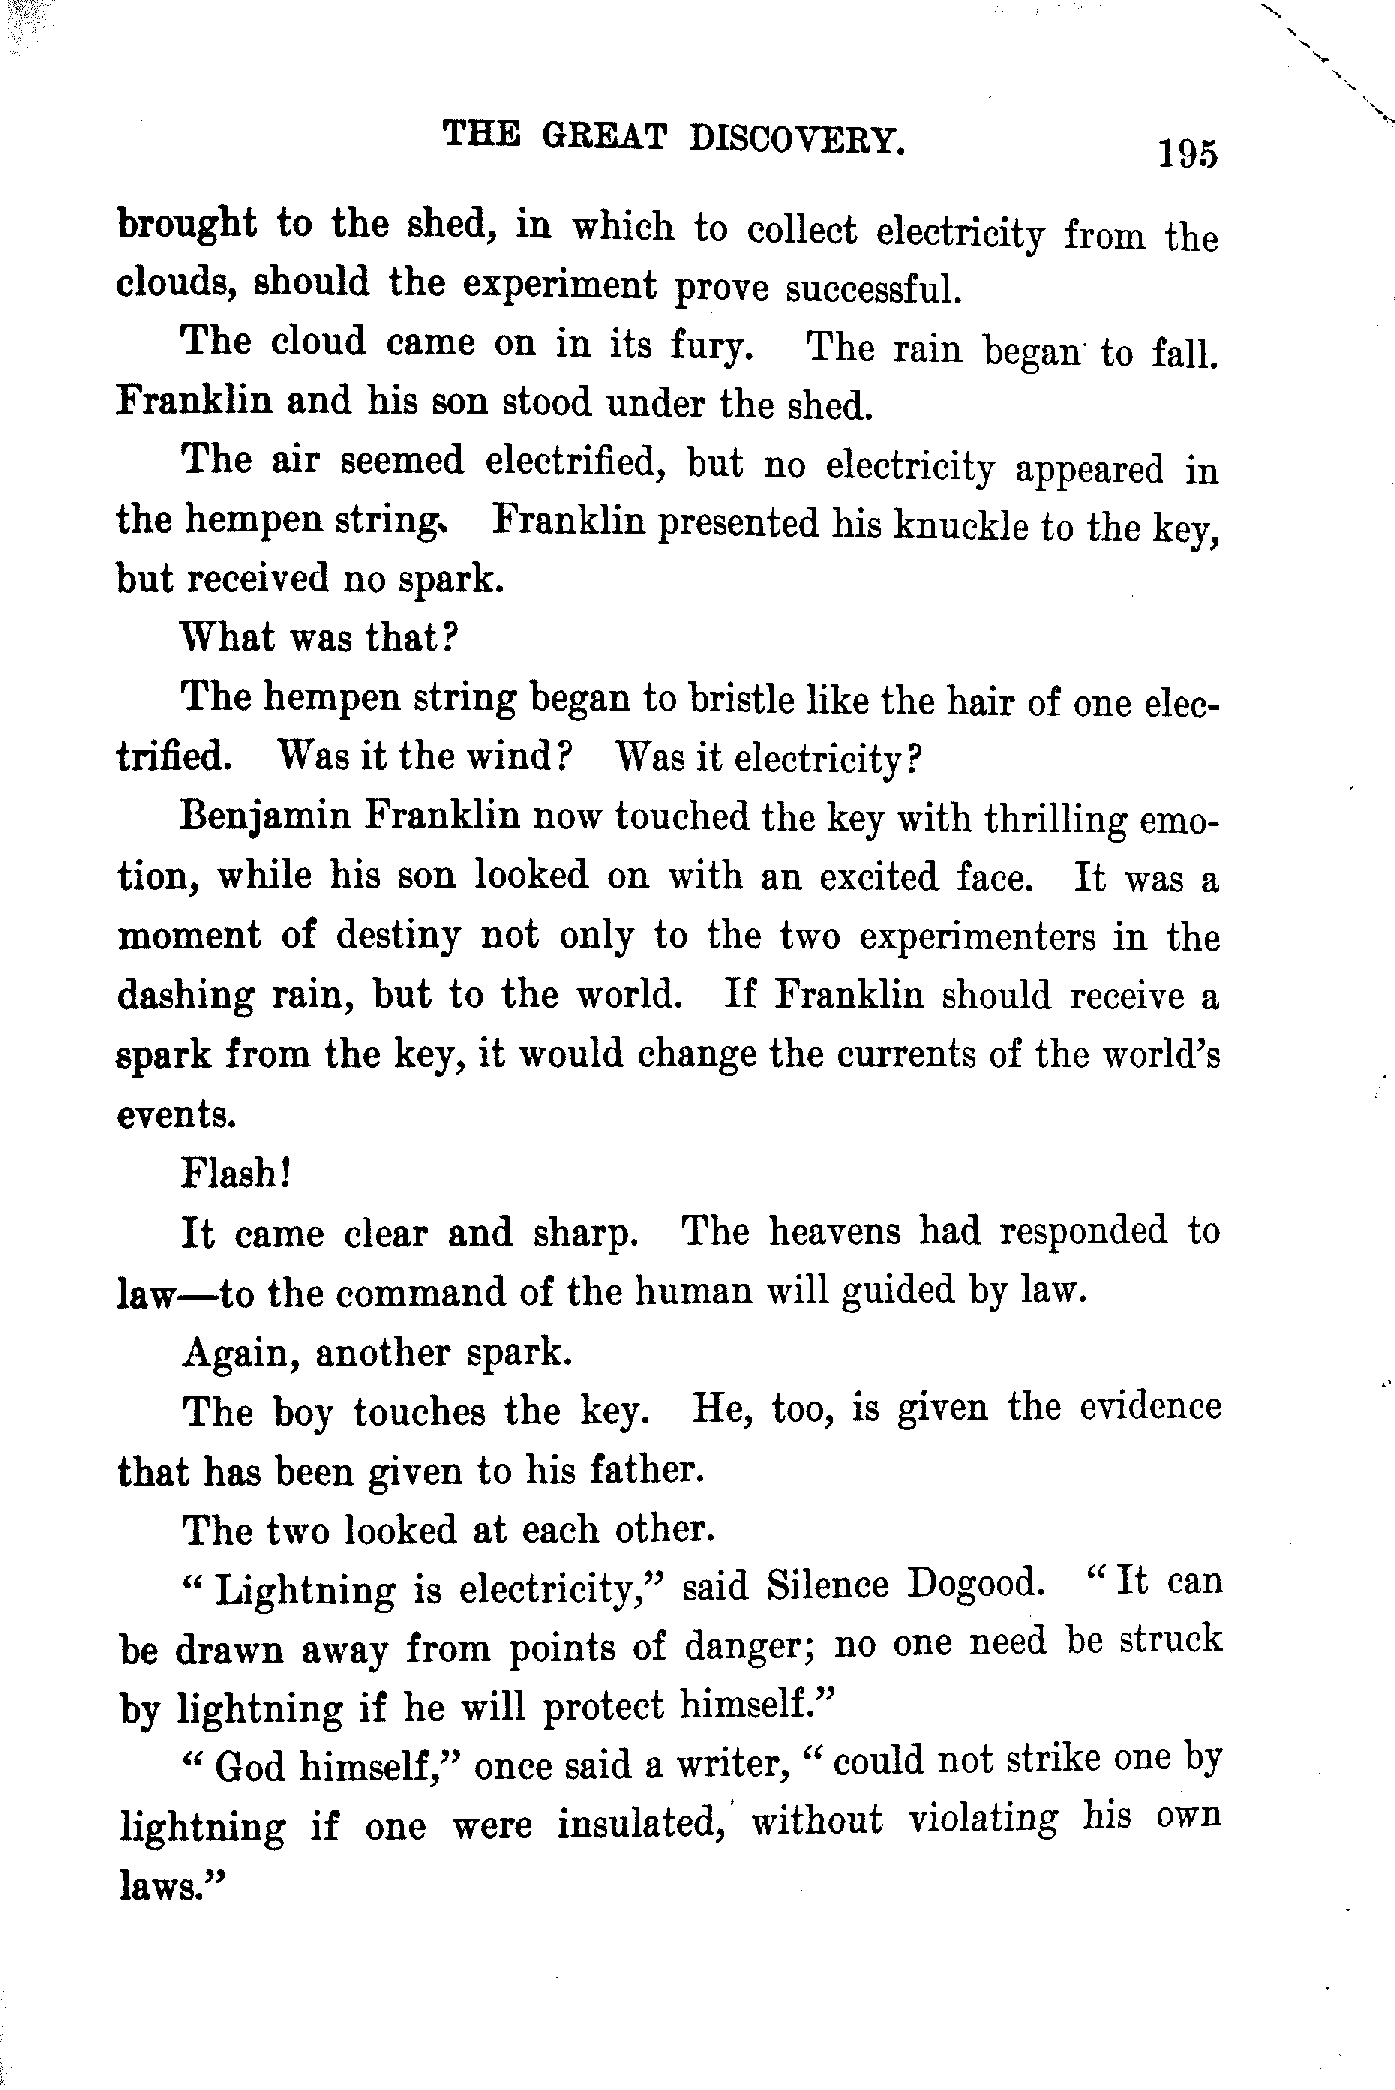 THE GREAT DISCOVERY.
195
brought to the shed, in which to collect electricity from the
clouds, should the experiment prove successful.
The cloud came on in its fury. The rain began to fall.
Franklin and his son stood under the shed.
The air seemed electrified, but no electricity appeared in
the hempen string. Franklin presented his knuckle to the key,
but received no spark.
What was that?
The hempen string began to bristle like the hair of one elec-
trified. Was it the wind? Was it electricity?
Benjamin Franklin now touched the key with thrilling emo-
tion, while his son looked on with an excited face. It was a
moment of destiny not only to the two experimenters in the
dashing rain, but to the world. If Franklin should receive a
spark from the key, it would change the currents of the world's
events.
Flash!
It came clear and sharp. The heavens had responded to
law—to the command of the human will guided by law.
Again, another spark.
The boy touches the key. He, too, is given the evidence
that has been given to his father.
The two looked at each other.
"Lightning is electricity," said Silence Dogood. "It can
be drawn away from points of danger; no one need be struck
by lightning if he will protect himself."
"God himself," once said a writer, "could not strike one by
lightning if one were insulated, without violating his own
laws."